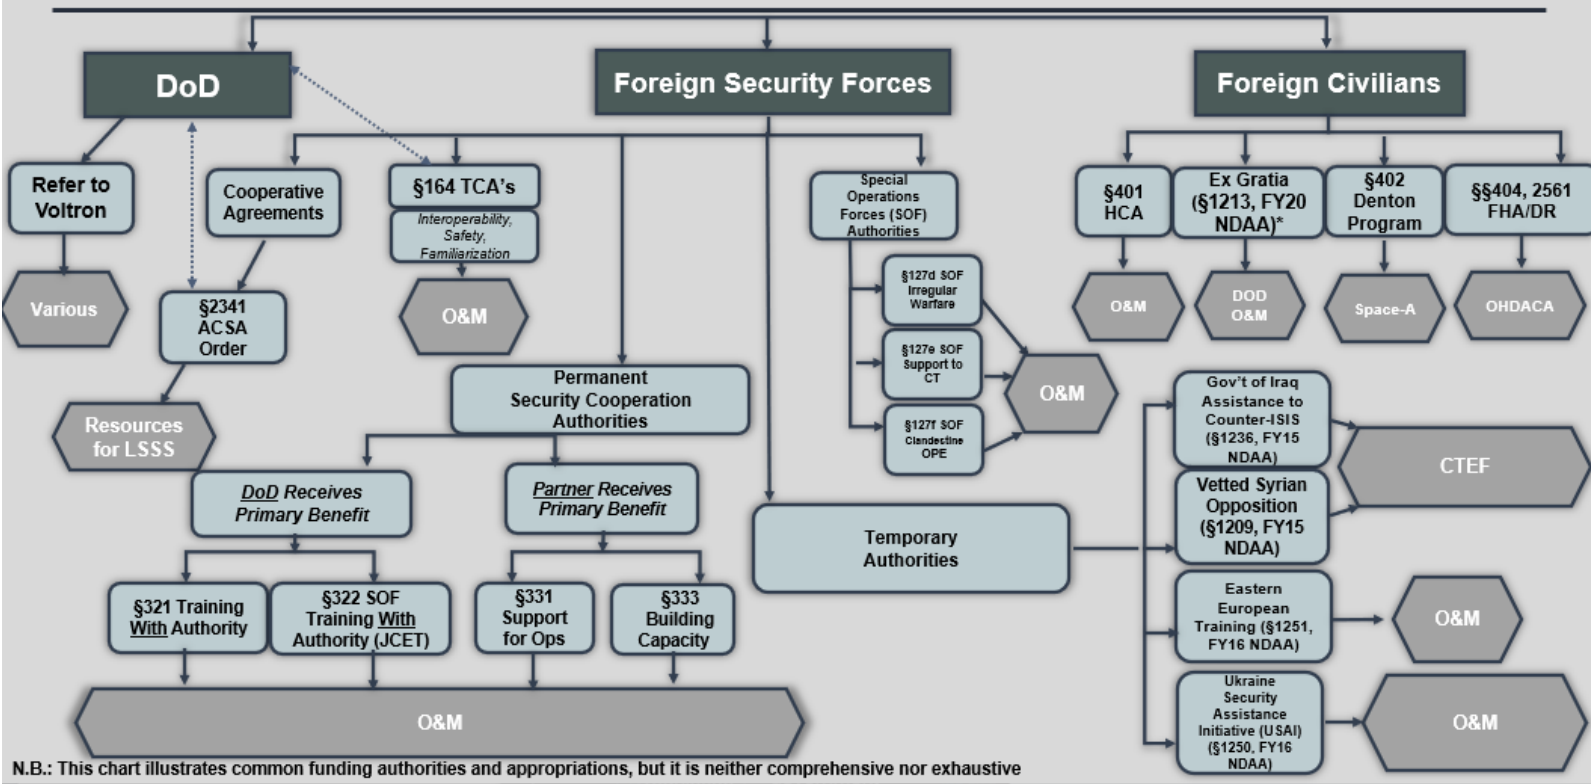 DoD
Foreign Security Forces
Foreign Civilians
Refer to
Voltron
Various
Cooperative
Agreements
§2341
ACSA
Order
Resources
for LSSS
§164 TCA's
Interoperability,
Safety,
Familiarization
O&M
Permanent
Security Cooperation
Authorities
DoD Receives
Primary Benefit
Partner Receives
Primary Benefit
§321 Training
With Authority
§322 SOF
Training With
Authority (JCET)
§331
Support
for Ops
§333
Building
Capacity
O&M
Special
Operations
Forces (SOF)
Authorities
§127d SOF
Irregular
Warfare
§127e SOF
Support to
CT
§127f SOF
Clandestine
OPE
O&M
Temporary
Authorities
§401
HCA
Ex Gratia
(§1213, FY20
NDAA)*
§402
Denton
Program
§§404, 2561
FHA/DR
O&M
DOD
O&M
Space-A
OHDACA
Gov't of Iraq
Assistance to
Counter-ISIS
(§1236, FY15
NDAA)
Vetted Syrian
Opposition
(§1209, FY15
NDAA)
CTEF
Eastern
European
Training (§1251,
FY16 NDAA)
O&M
Ukraine
Security
Assistance
Initiative (USAI)
(§1250, FY16
NDAA)
O&M
N.B.: This chart illustrates common funding authorities and appropriations, but it is neither comprehensive nor exhaustive